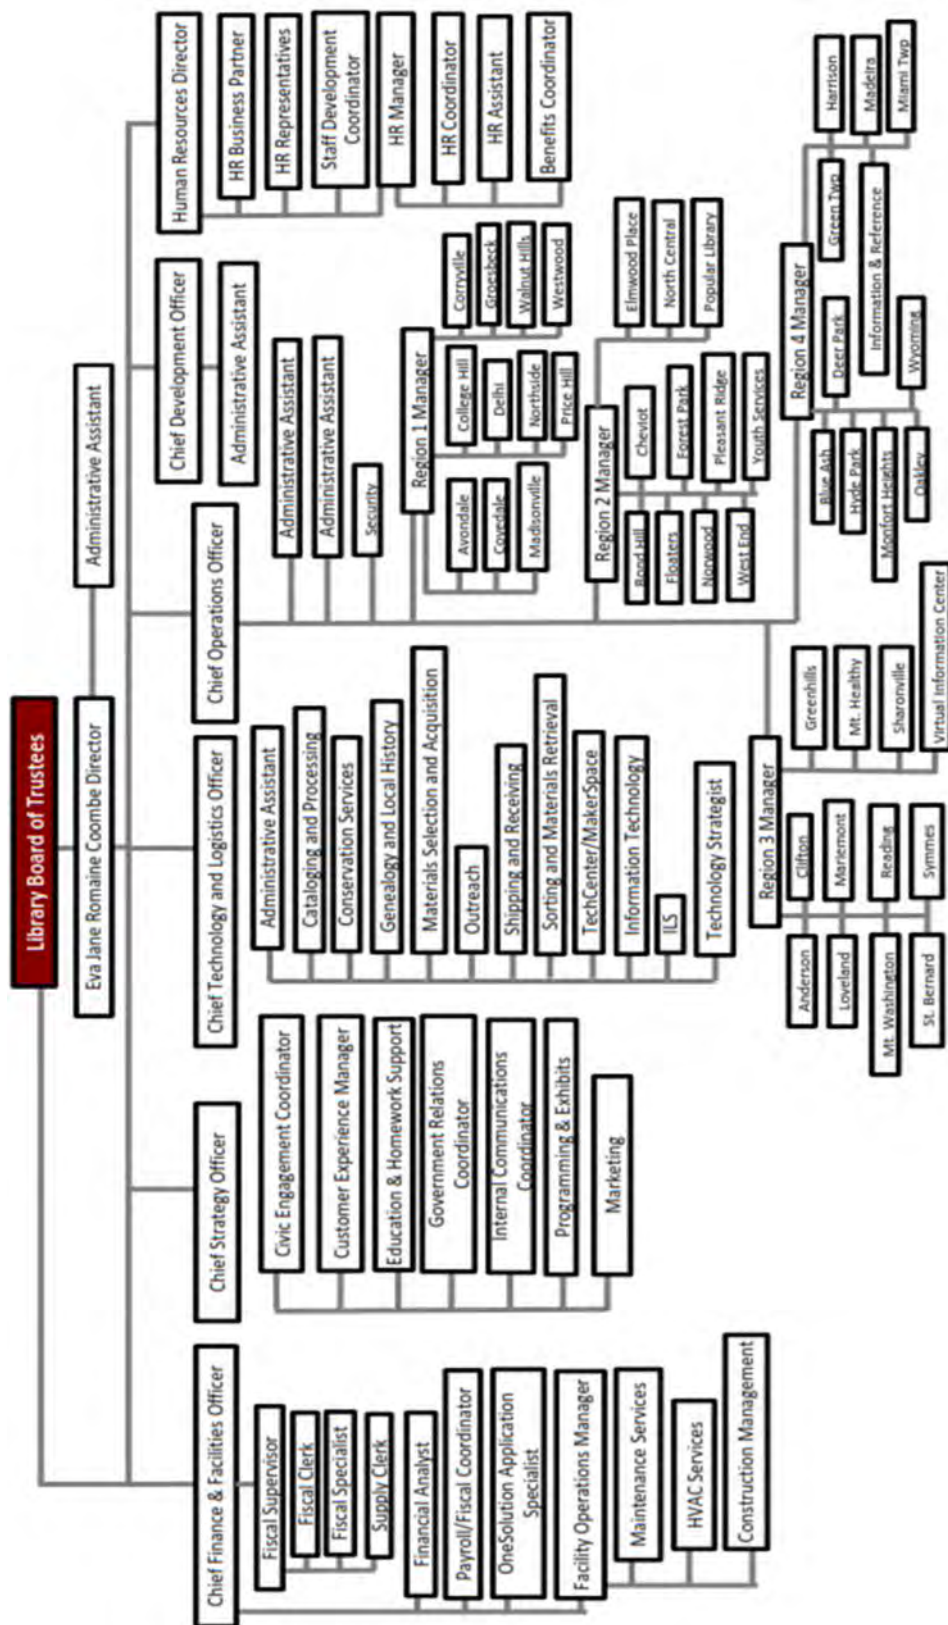 Library Board of Trustees
Eva Jane Romaine Coombe Director
Administrative Assistant
Chief Finance & Facilities Officer
Chief Strategy Officer
Chief Technology and Logistics Officer
Chief Operations Officer
Chief Development Officer
Human Resources Director
Fiscal Supervisor
Fiscal Clerk
Fiscal Specialist
Supply Clerk
Financial Analyst
Payroll/Fiscal Coordinator
OneSolution Application
Specialist
Facility Operations Manager
Maintenance Services
HVAC Services
Construction Management
Civic Engagement Coordinator
Customer Experience Manager
Education & Homework Support
Government Relations
Coordinator
Internal Communications
Coordinator
Programming & Exhibits
Marketing
Administrative Assistant
Cataloging and Processing
Conservation Services
Genealogy and Local History
Materials Selection and Acquisition
Outreach
Shipping and Receiving
Sorting and Materials Retrieval
TechCenter/MakerSpace
Information Technology
ILS
Technology Strategist
Administrative Assistant
Administrative Assistant
Security
Region 1 Manager
Avondale
Covedale
Madisonville
College Hill
Delhi
Northside
Price Hill
Corryville
Groesbeck
Walnut Hills
Westwood
Region 2 Manager
Bond Hill
Floaters
Norwood
West End
Cheviot
Forest Park
Pleasant Ridge
Youth Services
Elmwood Place
North Central
Popular Library
Region 3 Manager
Anderson
Loveland
Mt. Washington
St. Bernard
Clifton
Mariemont
Reading
Symmes
Greenhills
Mt. Healthy
Sharonville
Virtual Information Center
Region 4 Manager
Blue Ash
Hyde Park
Monfort Heights
Oakley
Deer Park
Wyoming
Green Twp
Information & Reference
Harrison
Madeira
Miami Twp
Administrative Assistant
HR Business Partner
HR Representatives
Staff Development
Coordinator
HR Manager
HR Coordinator
HR Assistant
Benefits Coordinator